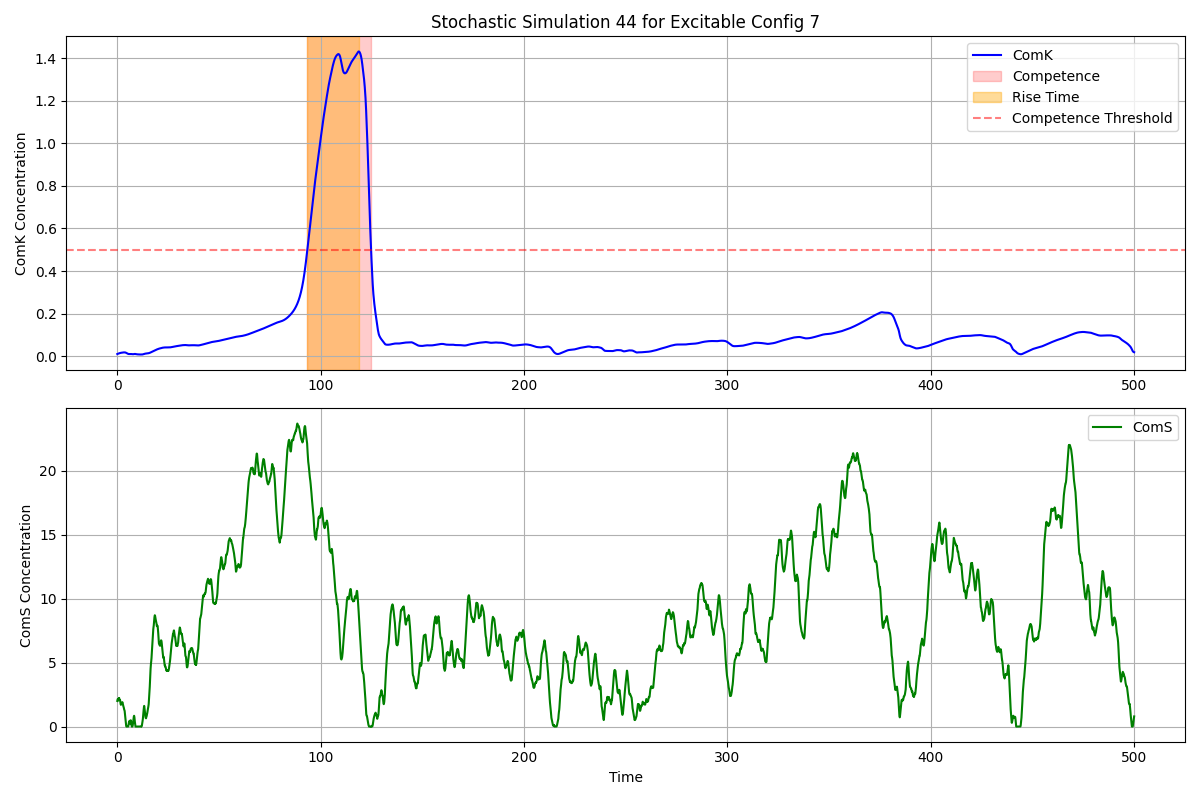 Stochastic Simulation 44 for Excitable Config 7
ComK Concentration
1.4
1.2
1.0
0.8
0.6
0.4
0.2
0.0
ComK
Competence
Rise Time
Competence Threshold
0 100 200 300 400 500
ComS Concentration
20
15
10
5
0
ComS
0 100 200 300 400 500
Time